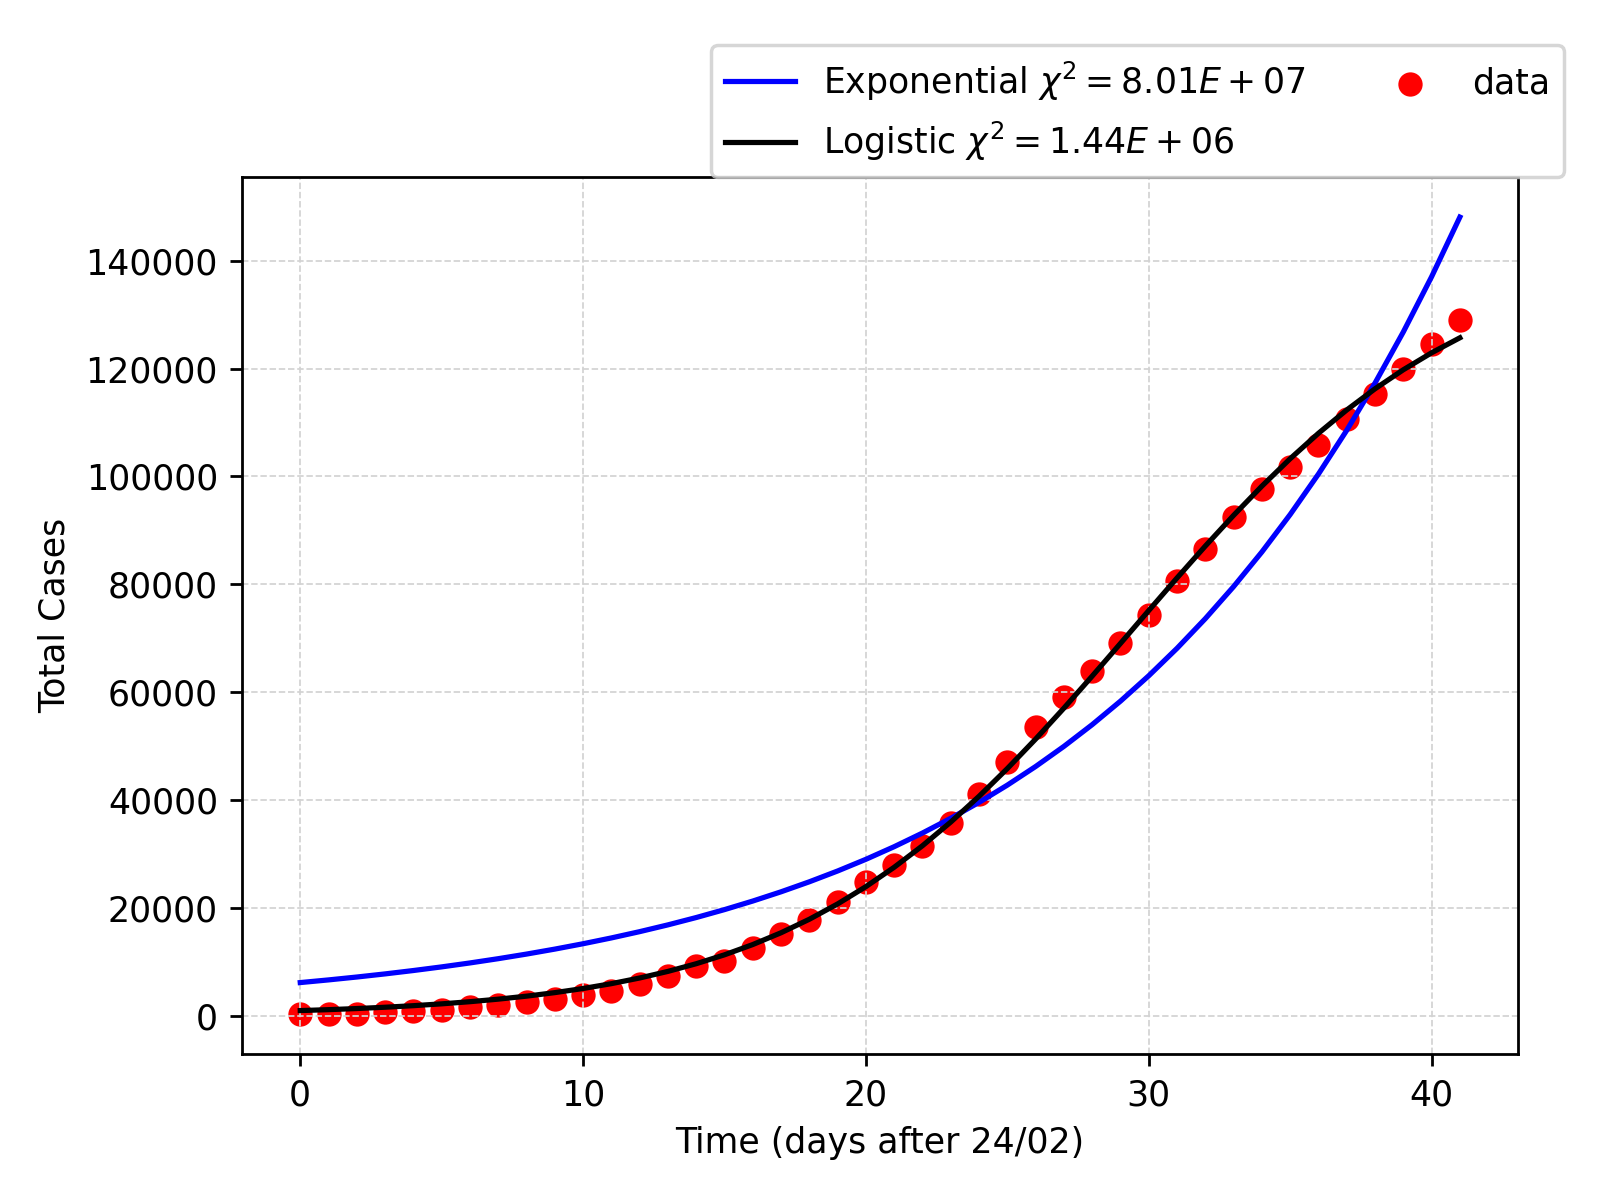 Exponential χ² = 8.01E + 07
data
Logistic χ² = 1.44E + 06
140000
120000
100000
80000
60000
40000
20000
0
Total Cases
0 10 20 30 40
Time (days after 24/02)